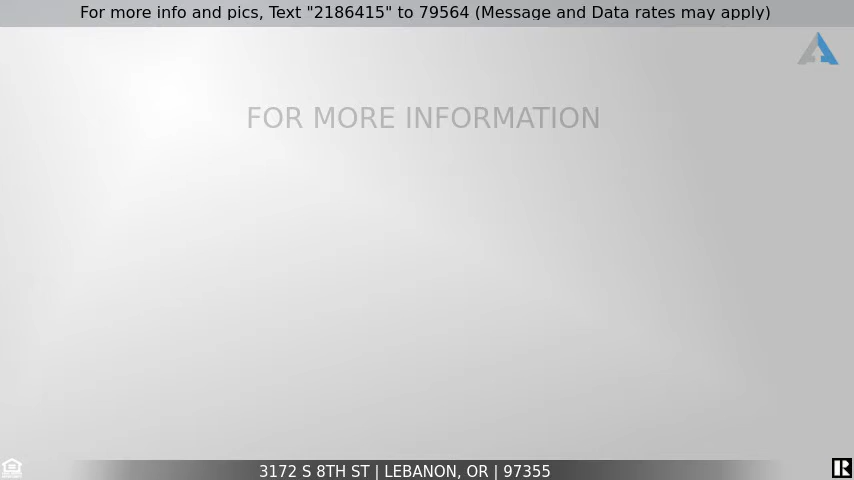 For more info and pics, Text "2186415" to 79564 (Message and Data rates may apply)
FOR MORE INFORMATION
3172 S 8TH ST | LEBANON, OR | 97355